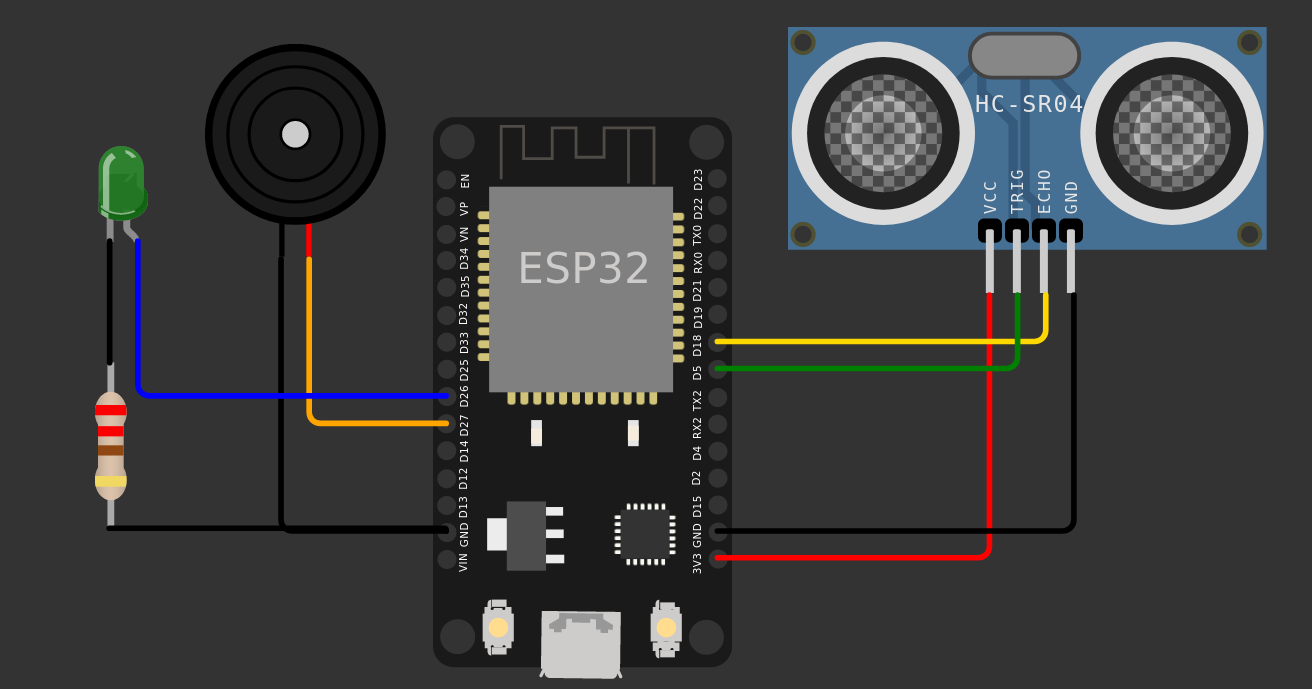 HC-SR04
VCC
TRIG
ECHO
GND
ESP32
EN
VP
VN
D34
D35
D32
D33
D25
D26
D27
D14
D12
D13
GND
VIN
D23
D22
TX0
RX0
D21
D19
D18
D5
TX2
RX2
D4
D2
D15
GND
3V3